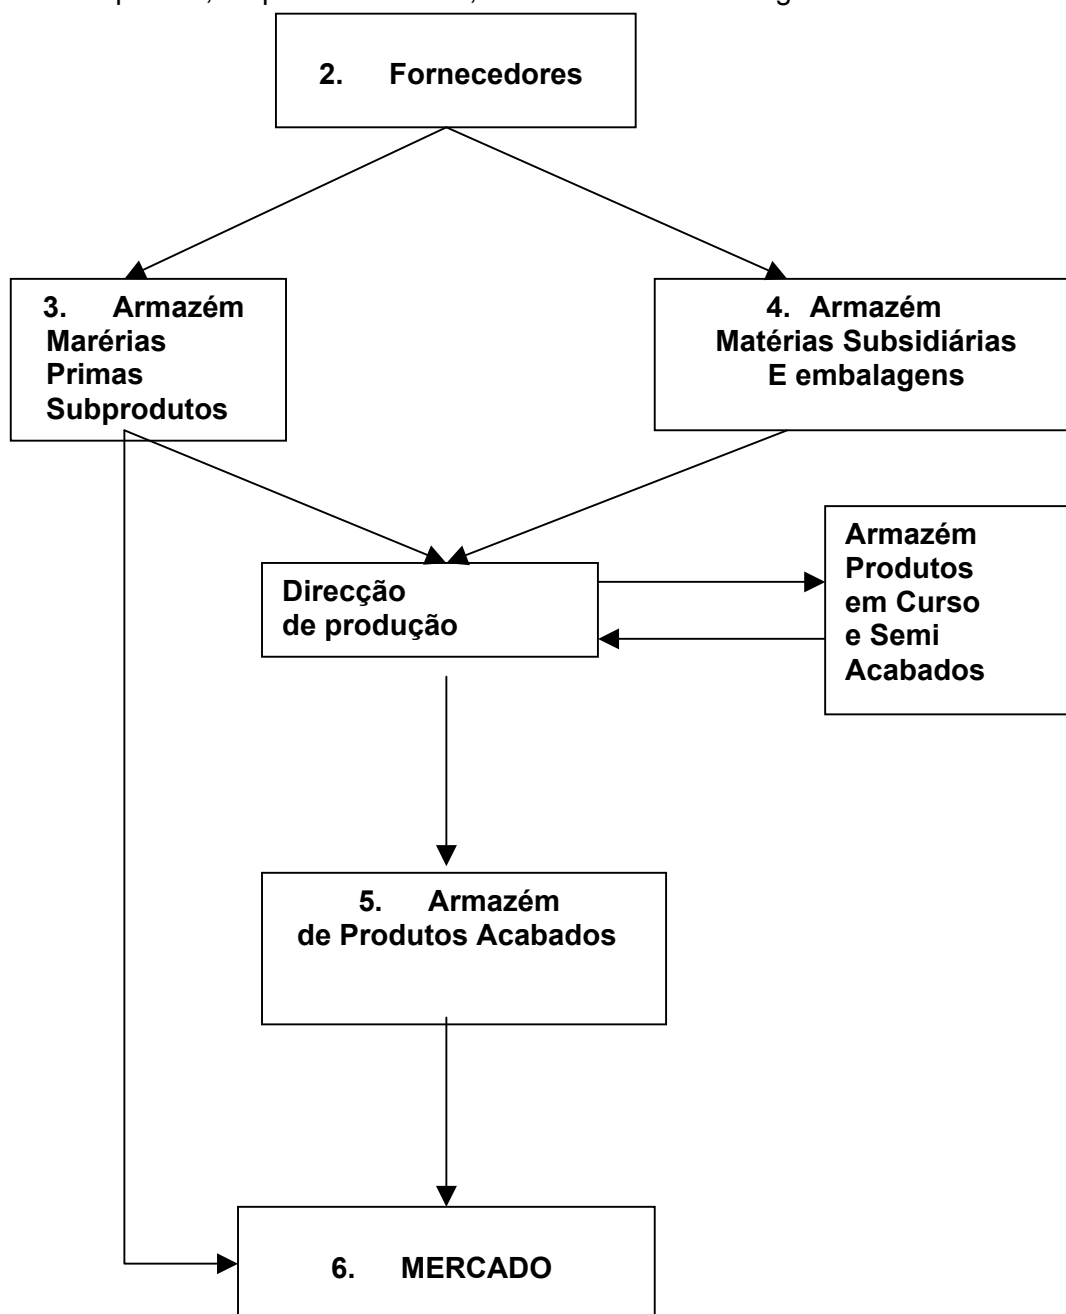 2. Fornecedores
3. Armazém
Marérias
Primas
Subprodutos
4. Armazém
Matérias Subsidiárias
E embalagens
Armazém
Produtos
em Curso
e Semi
Acabados
Direcção
de produção
5. Armazém
de Produtos Acabados
6. MERCADO